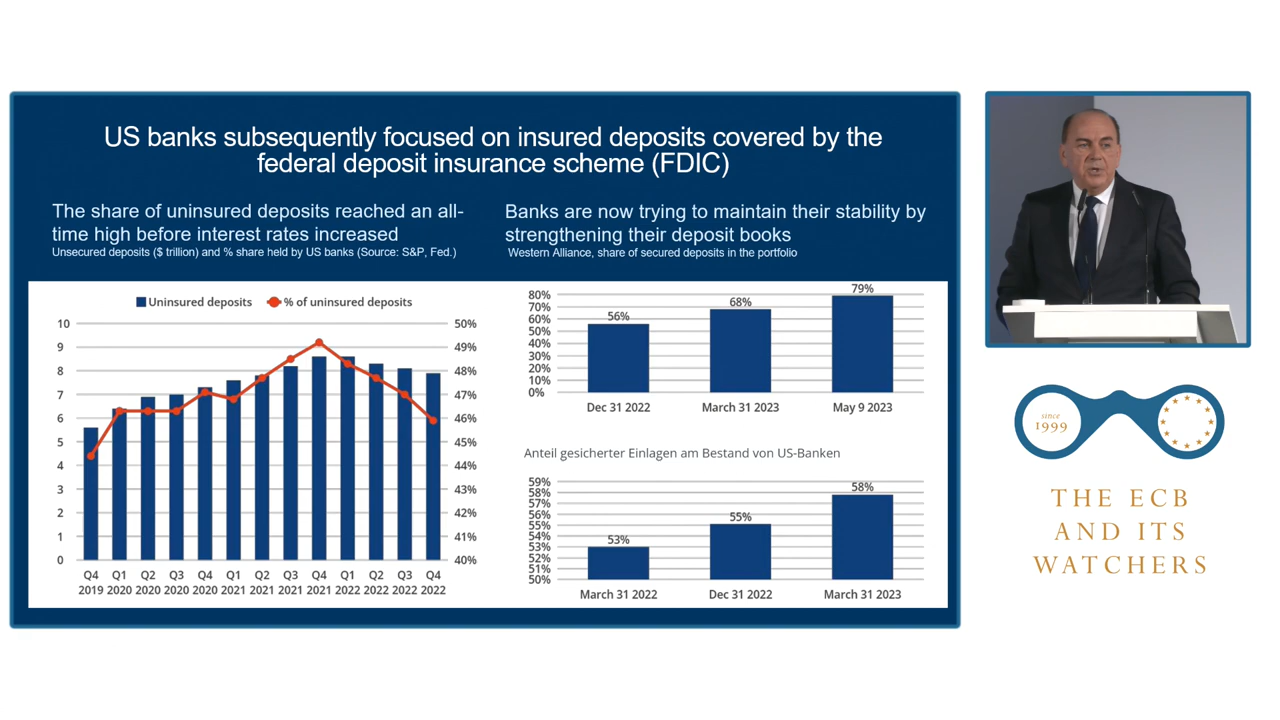 US banks subsequently focused on insured deposits covered by the
federal deposit insurance scheme (FDIC)
The share of uninsured deposits reached an all-
time high before interest rates increased
Unsecured deposits ($ trillion) and % share held by US banks (Source: S&P, Fed.)
Uninsured deposits % of uninsured deposits
10 50%
9 49%
8 48%
7 47%
6 46%
5 45%
4 44%
3 43%
2 42%
1 41%
0 40%
Q4 Q1 Q2 Q3 Q4 Q1 Q2 Q3 Q4 Q1 Q2 Q3 Q4
2019 2020 2020 2020 2020 2021 2021 2021 2021 2022 2022 2022 2022
Banks are now trying to maintain their stability by
strengthening their deposit books
Western Alliance, share of secured deposits in the portfolio
80%
70%
60%
50%
40%
30%
20%
10%
0%
56% 68% 79%
Dec 31 2022 March 31 2023 May 9 2023
Anteil gesicherter Einlagen am Bestand von US-Banken
59%
58%
57%
56%
55%
54%
53%
52%
51%
50%
53% 55% 58%
March 31 2022 Dec 31 2022 March 31 2023
since
1999
THE ECB
AND ITS
WATCHERS